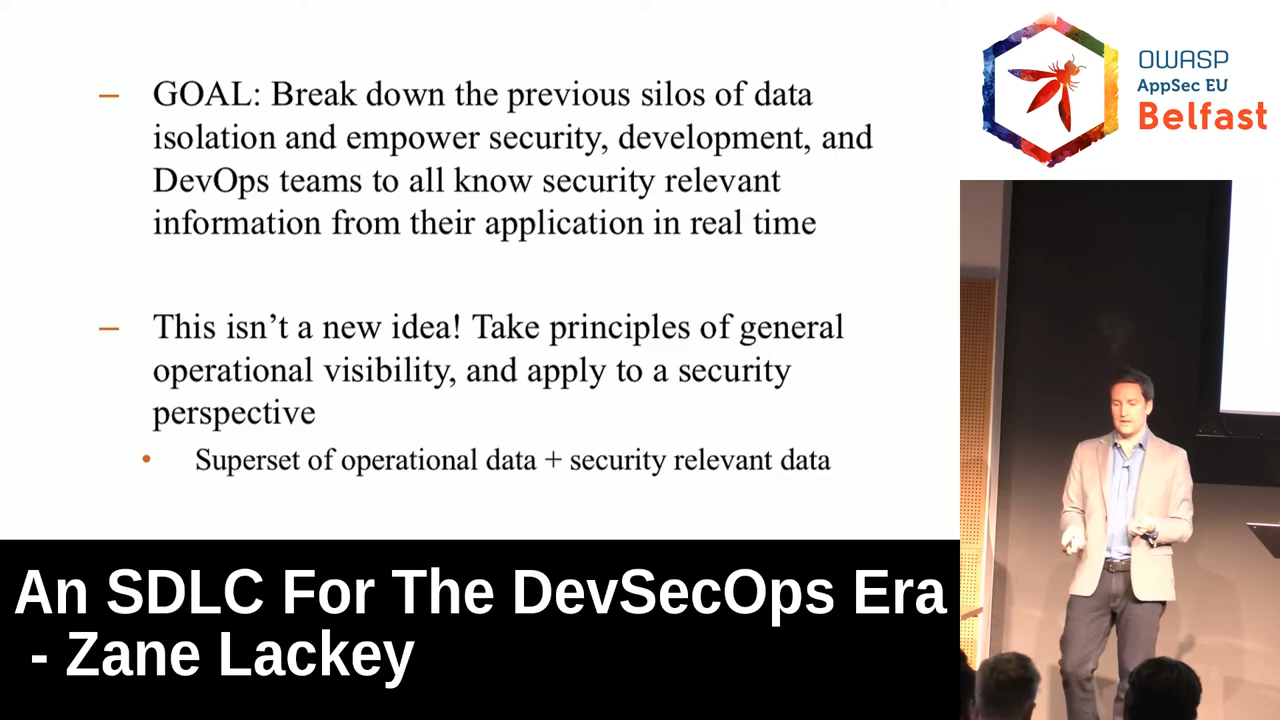 – GOAL: Break down the previous silos of data
isolation and empower security, development, and
DevOps teams to all know security relevant
information from their application in real time
– This isn’t a new idea! Take principles of general
operational visibility, and apply to a security
perspective
• Superset of operational data + security relevant data
OWASP
AppSec EU
Belfast
An SDLC For The DevSecOps Era
- Zane Lackey